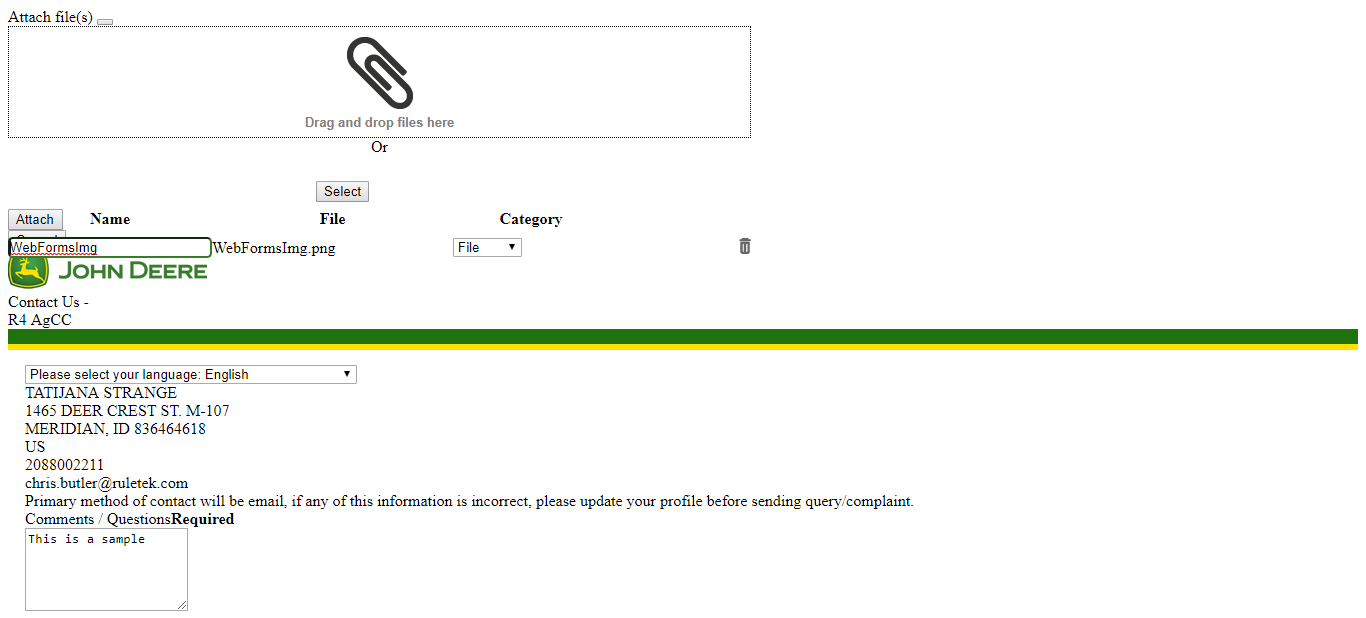 Attach file(s)
Drag and drop files here
Or
Select
Attach Name File Category
WebFormsImg WebFormsImg.png File
JOHN DEERE
Contact Us -
R4 AgCC
Please select your language: English
TATIJANA STRANGE
1465 DEER CREST ST. M-107
MERIDIAN, ID 836464618
US
2088002211
chris.butler@ruletek.com
Primary method of contact will be email, if any of this information is incorrect, please update your profile before sending query/complaint.
Comments / QuestionsRequired
This is a sample